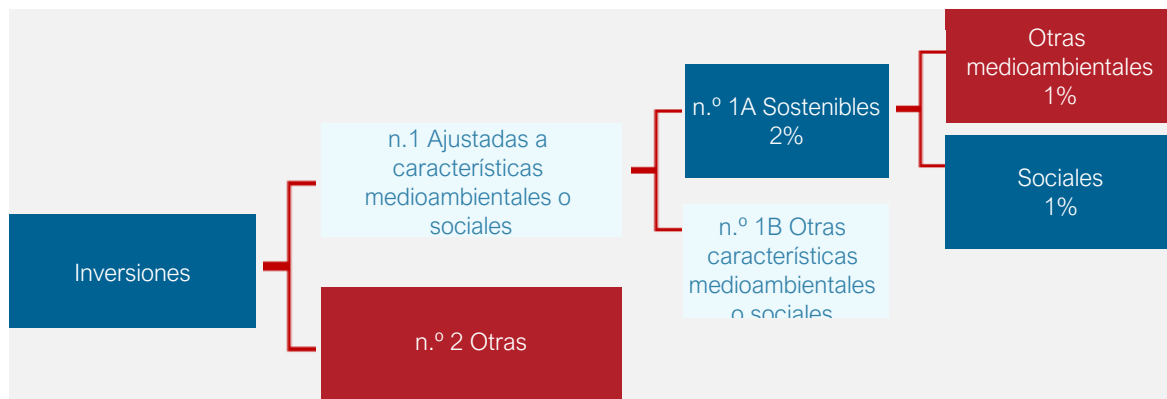 Inversiones
n.1 Ajustadas a
características
medioambientales o
sociales
n.º 2 Otras
n.º 1A Sostenibles
2%
n.º 1B Otras
características
medioambientales
o sociales
Otras
medioambientales
1%
Sociales
1%